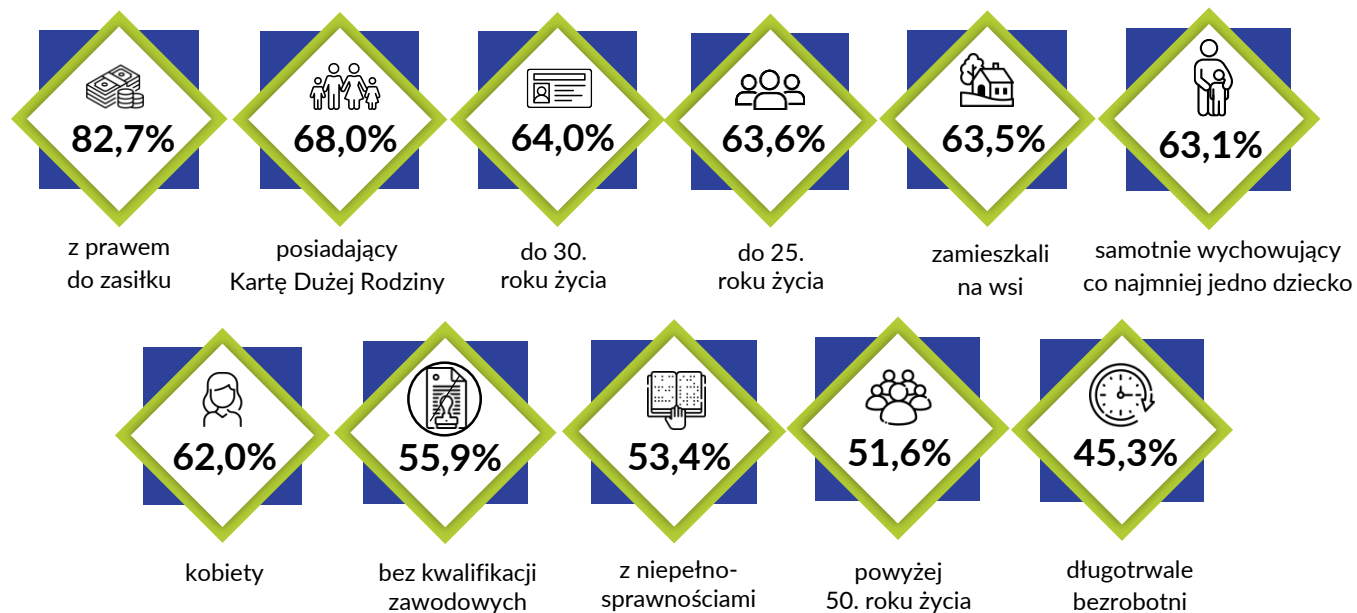 82,7%
68,0%
64,0%
63,6%
63,5%
63,1%
z prawem
do zasiłku
posiadający
Kartę Dużej Rodziny
do 30.
roku życia
do 25.
roku życia
zamieszkali
na wsi
samotnie wychowujący
co najmniej jedno dziecko
62,0%
55,9%
53,4%
51,6%
45,3%
kobiety
bez kwalifikacji
zawodowych
z niepełno-
sprawnościami
powyżej
50. roku życia
długotrwale
bezrobotni